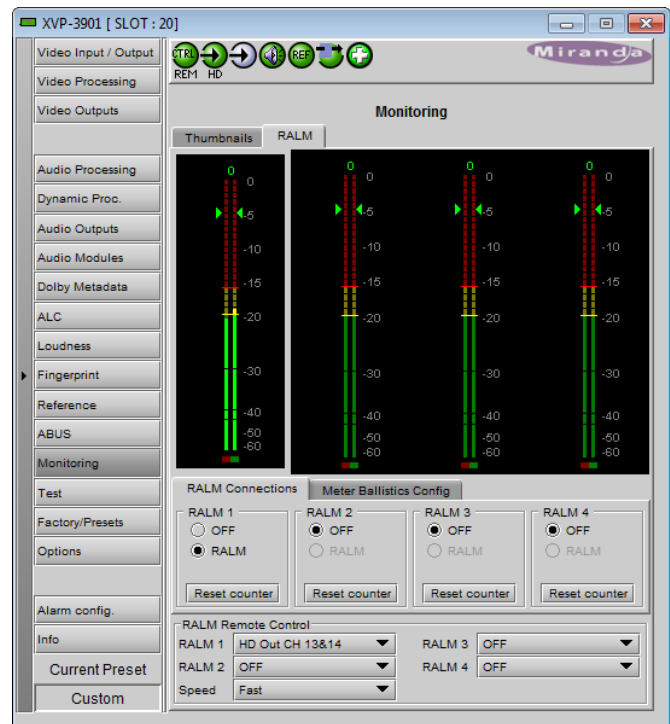 XVP-3901 [ SLOT : 20]
Video Input / Output
Video Processing
Video Outputs
Audio Processing
Dynamic Proc.
Audio Outputs
Audio Modules
Dolby Metadata
ALC
Loudness
Fingerprint
Reference
ABUS
Monitoring
Test
Factory/Presets
Options
Alarm config.
Info
Current Preset
Custom
CTRL REF
REM HD
Miranda
Monitoring
Thumbnails RALM
0 0 0 0
0 0 0 0
-5 -5 -5 -5
-10 -10 -10 -10
-15 -15 -15 -15
-20 -20 -20 -20
-30 -30 -30 -30
-40 -40 -40 -40
-50 -50 -50 -50
-60 -60 -60 -60
RALM Connections Meter Ballistics Config
RALM 1 RALM 2 RALM 3 RALM 4
OFF OFF OFF OFF
RALM RALM RALM RALM
Reset counter Reset counter Reset counter Reset counter
RALM Remote Control
RALM 1 HD Out CH 13&14 RALM 3 OFF
RALM 2 OFF RALM 4 OFF
Speed Fast